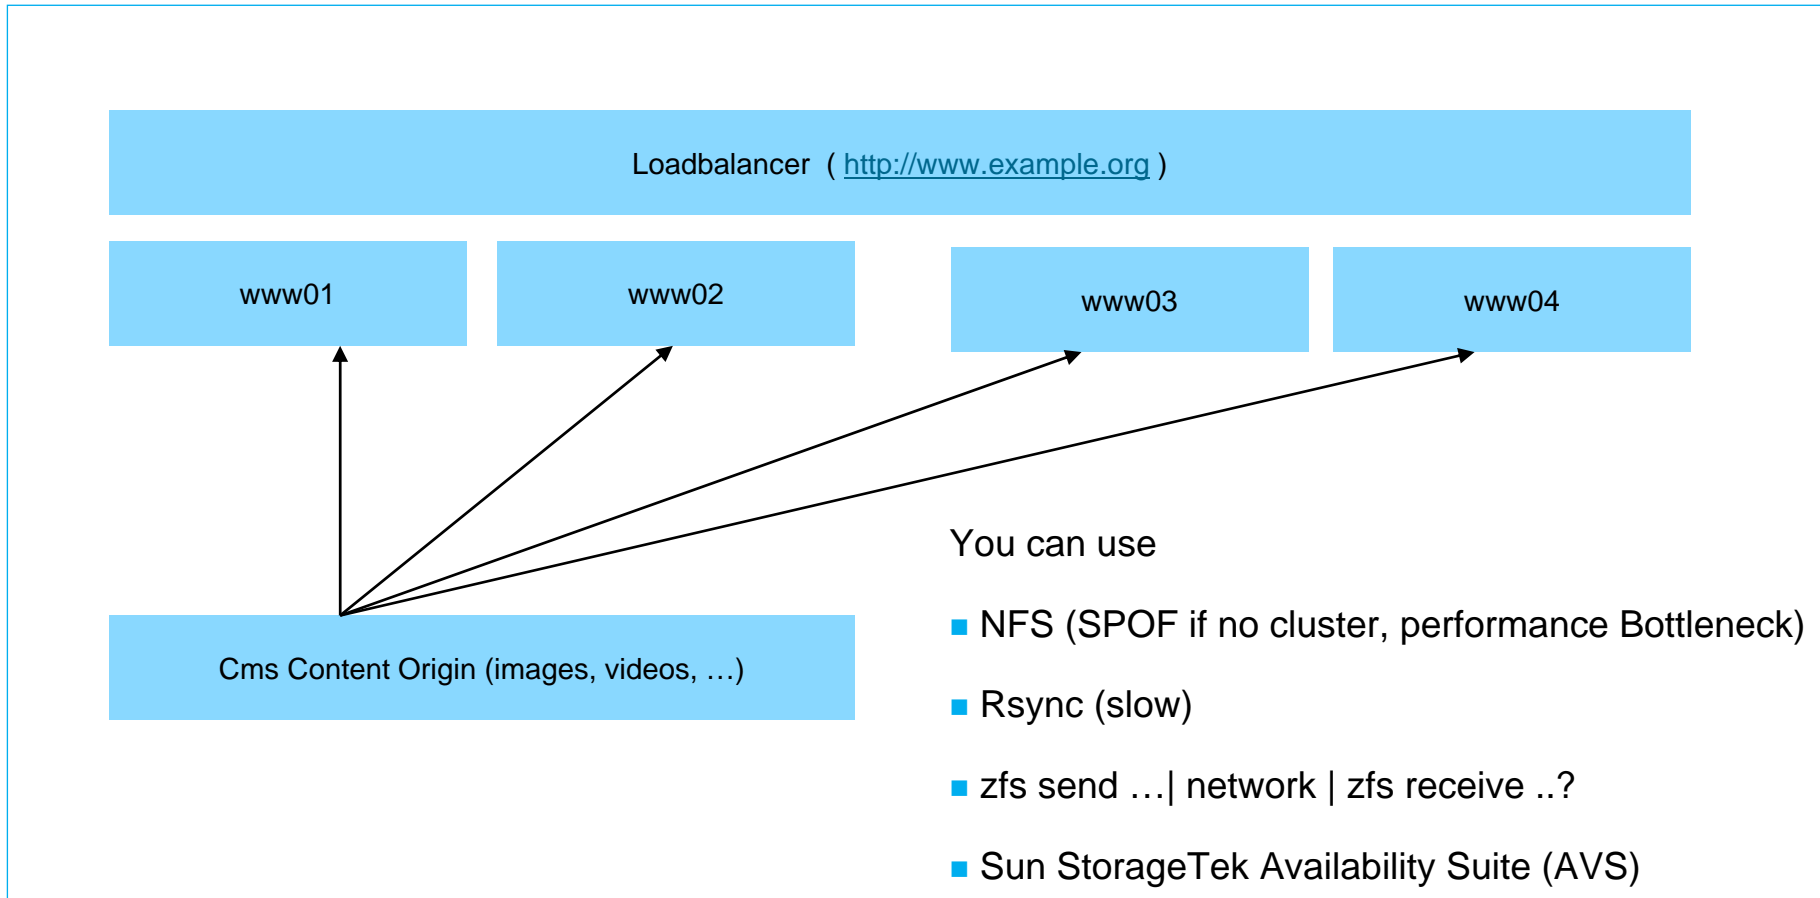 Loadbalancer ( http://www.example.org )
www01
www02
www03
www04
Cms Content Origin (images, videos, …)
You can use
NFS (SPOF if no cluster, performance Bottleneck)
Rsync (slow)
zfs send …| network | zfs receive ..?
Sun StorageTek Availability Suite (AVS)